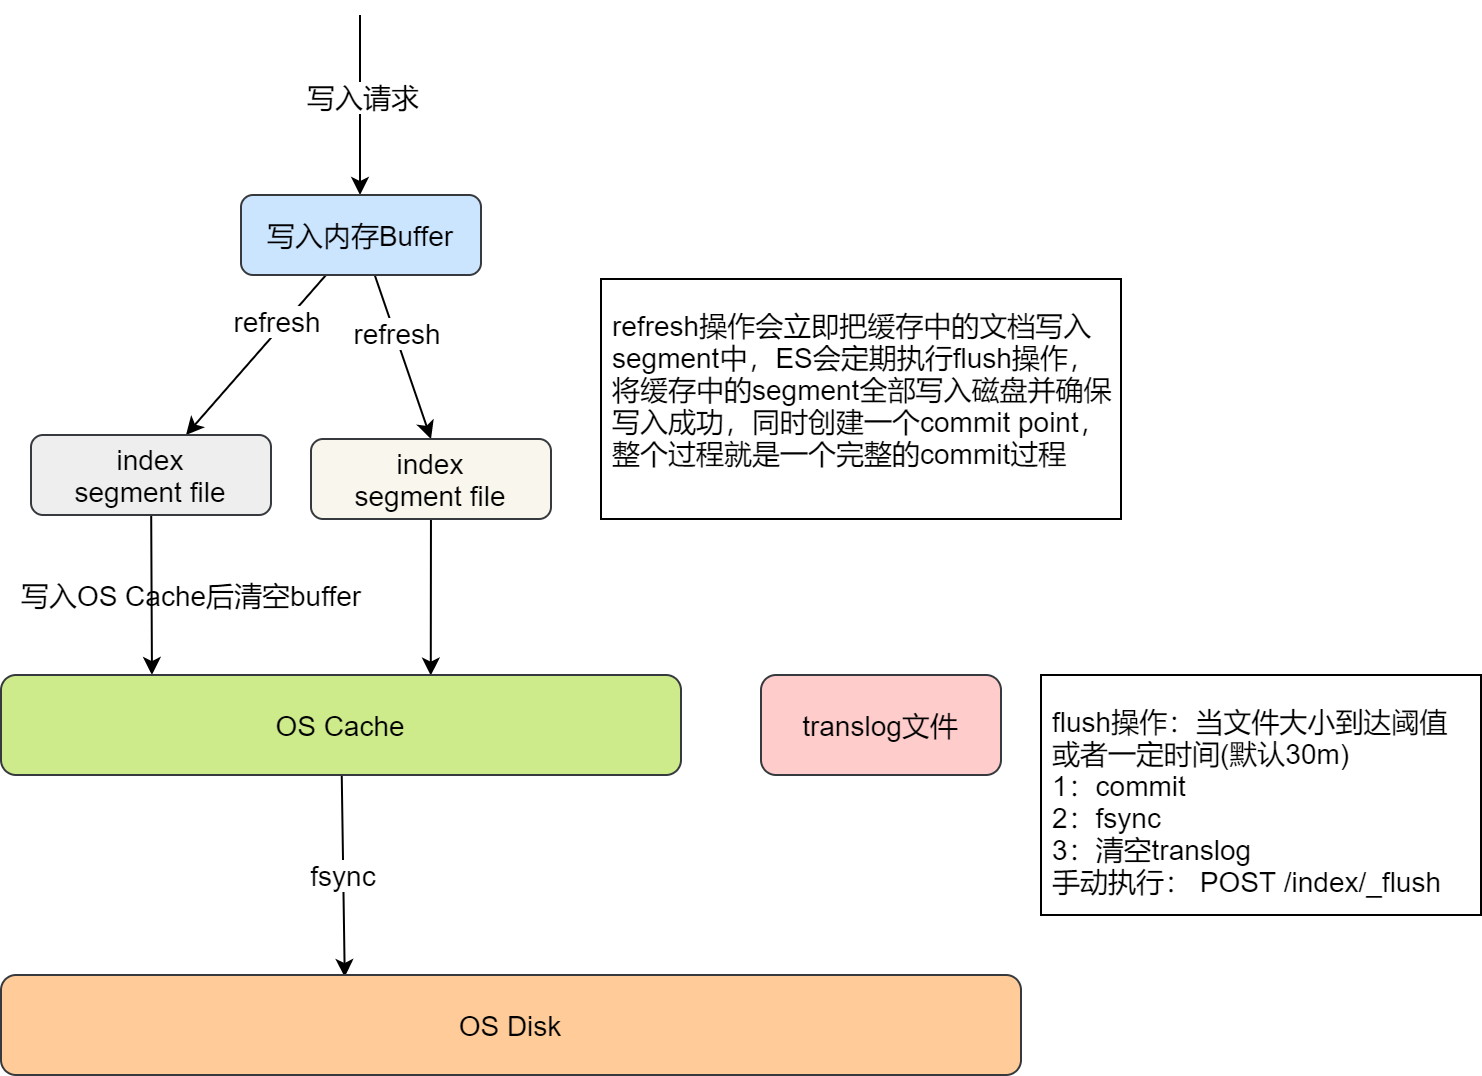 写入请求
写入内存Buffer
refresh
refresh
refresh操作会立即把缓存中的文档写入
segment中，ES会定期执行flush操作，
将缓存中的segment全部写入磁盘并确保
写入成功，同时创建一个commit point，
整个过程就是一个完整的commit过程
index
segment file
index
segment file
写入OS Cache后清空buffer
OS Cache
translog文件
flush操作：当文件大小到达阈值
或者一定时间(默认30m)
1：commit
2：fsync
3：清空translog
手动执行： POST /index/_flush
fsync
OS Disk